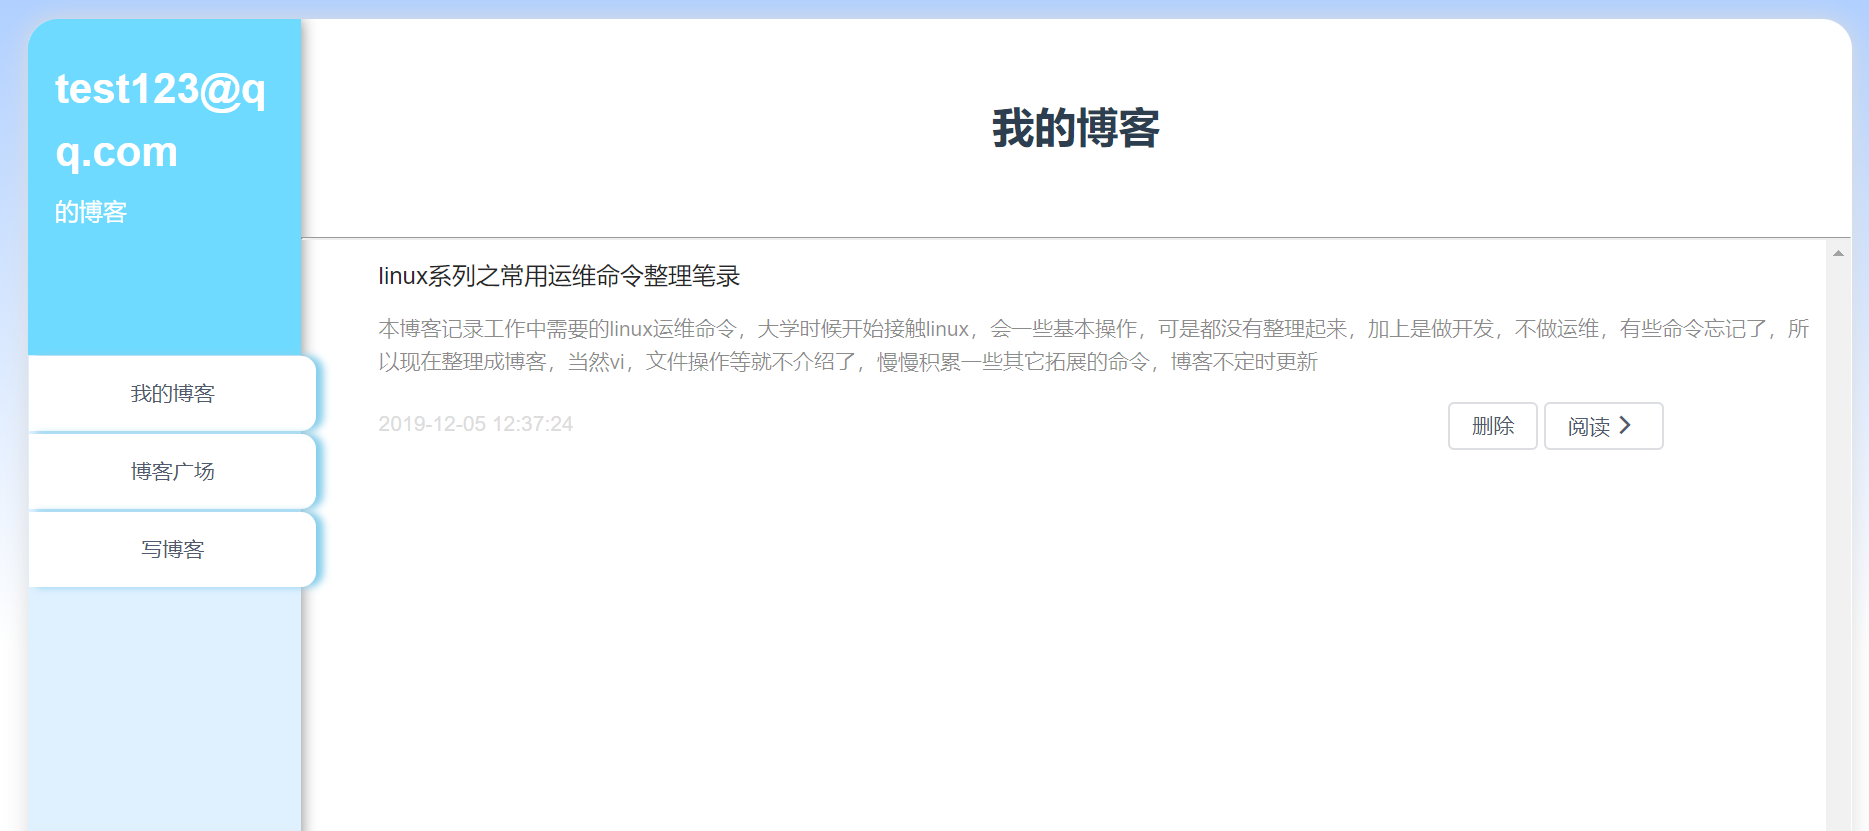 test123@q
q.com
的博客
我的博客
博客广场
写博客
我的博客
linux系列之常用运维命令整理笔录
本博客记录工作中需要的linux运维命令，大学时候开始接触linux，会一些基本操作，可是都没有整理起来，加上是做开发，不做运维，有些命令忘记了，所
以现在整理成博客，当然vi，文件操作等就不介绍了，慢慢积累一些其它拓展的命令，博客不定时更新
2019-12-05 12:37:24
删除
阅读